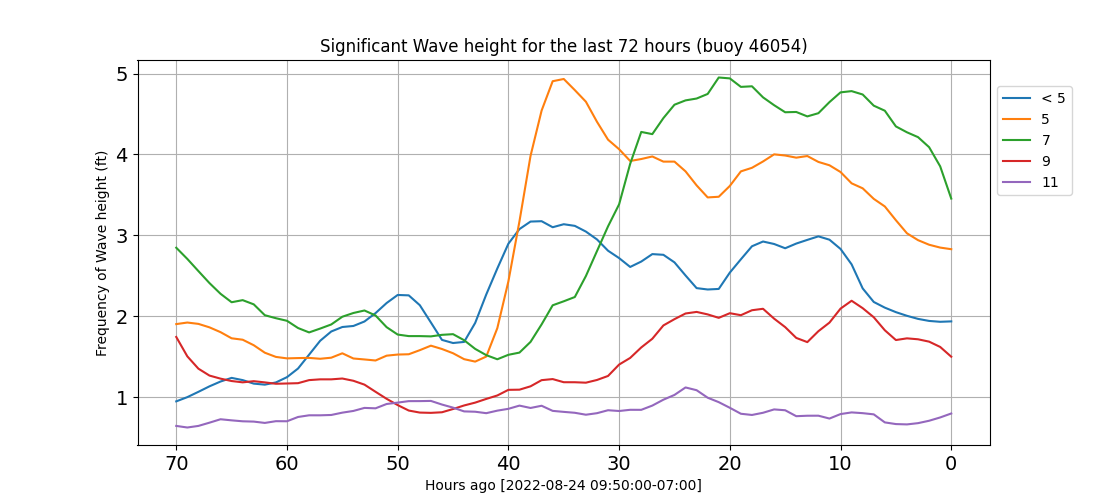 Significant Wave height for the last 72 hours (buoy 46054)
Frequency of Wave height (ft)
5
4
3
2
1
70 60 50 40 30 20 10 0
Hours ago [2022-08-24 09:50:00-07:00]
< 5
5
7
9
11